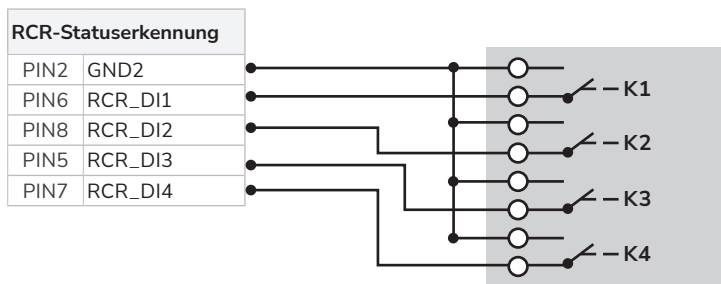 RCR-Statuserkennung
PIN2 GND2
PIN6 RCR_DI1
PIN8 RCR_DI2
PIN5 RCR_DI3
PIN7 RCR_DI4
K1
K2
K3
K4